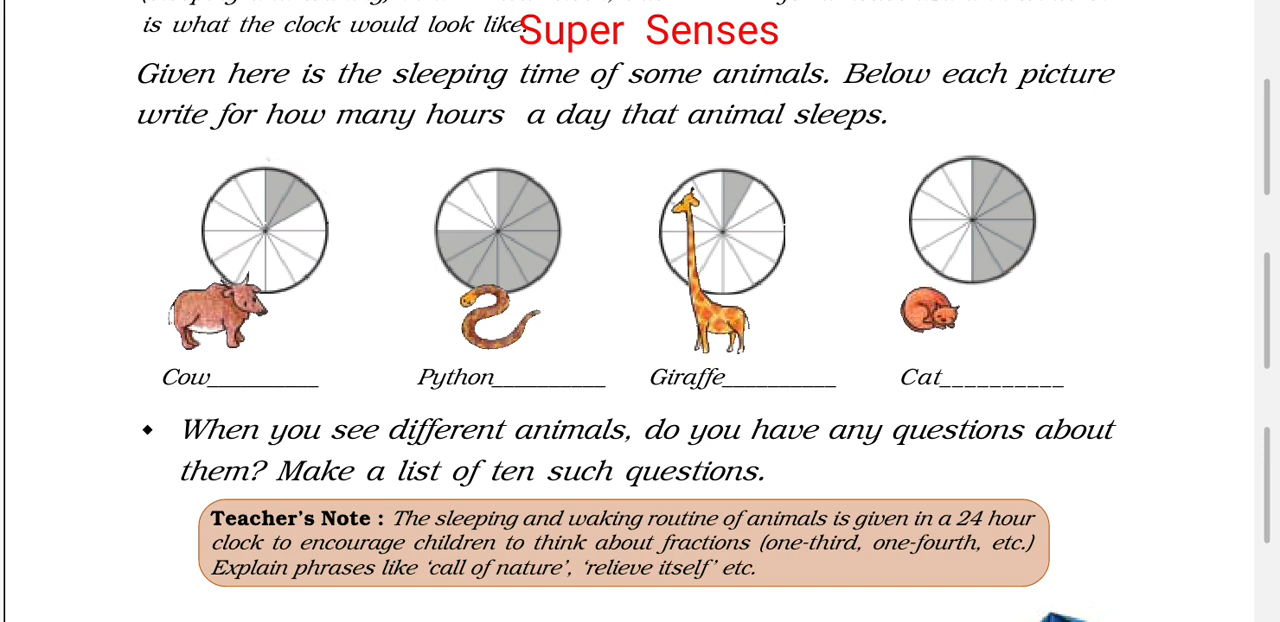 is what the clock would look like.
Super Senses
Given here is the sleeping time of some animals. Below each picture
write for how many hours a day that animal sleeps.
Cow__________ Python__________ Giraffe__________ Cat__________
◆ When you see different animals, do you have any questions about
them? Make a list of ten such questions.
Teacher's Note : The sleeping and waking routine of animals is given in a 24 hour
clock to encourage children to think about fractions (one-third, one-fourth, etc.)
Explain phrases like 'call of nature', 'relieve itself' etc.